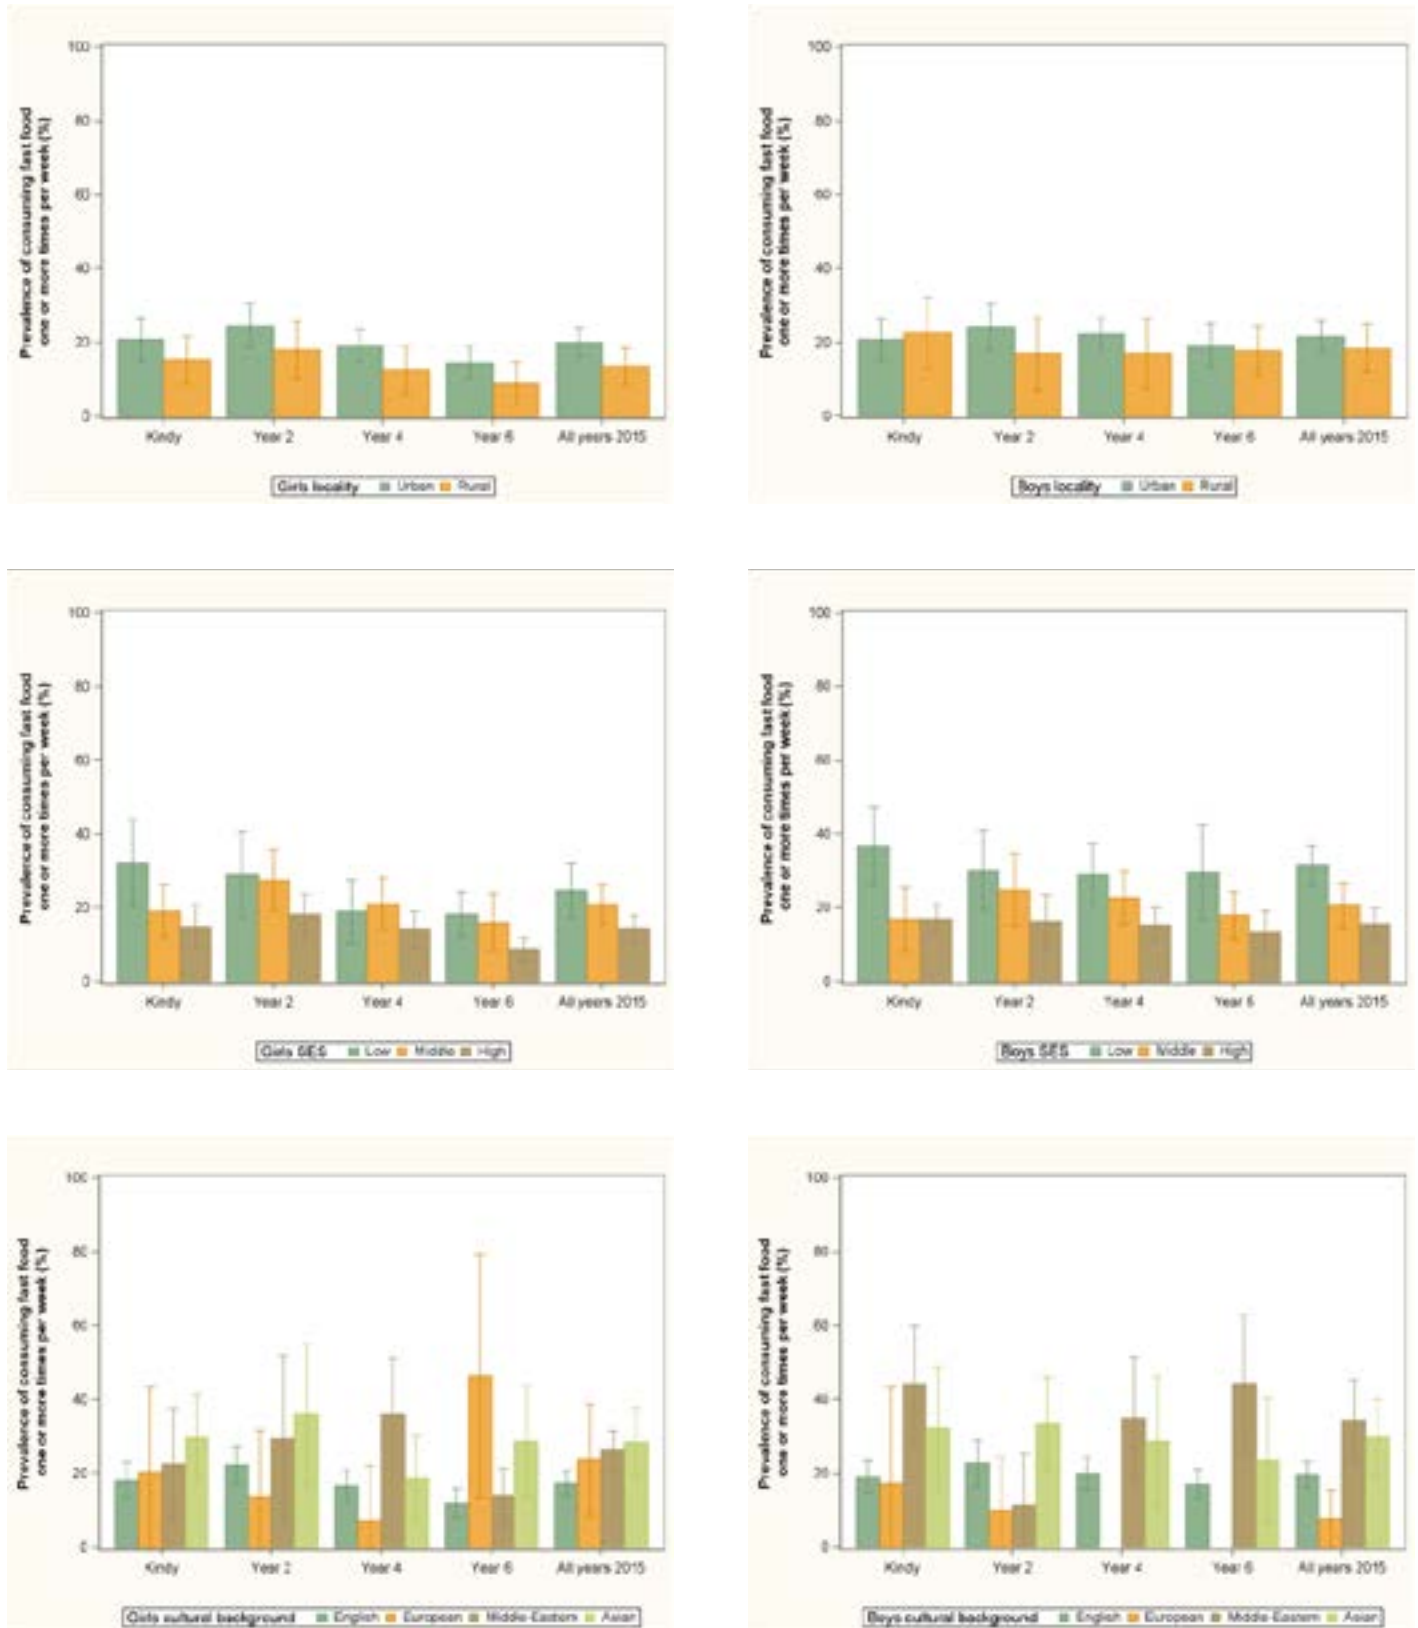 Prevalence of consuming fast food
one or more times per week (%)
100
80
60
40
20
0
Kindy Year 2 Year 4 Year 6 All years 2015
Girls locality Urban Rural
Prevalence of consuming fast food
one or more times per week (%)
100
80
60
40
20
0
Kindy Year 2 Year 4 Year 6 All years 2015
Boys locality Urban Rural
Prevalence of consuming fast food
one or more times per week (%)
100
80
60
40
20
0
Kindy Year 2 Year 4 Year 6 All years 2015
Girls SES Low Middle High
Prevalence of consuming fast food
one or more times per week (%)
100
80
60
40
20
0
Kindy Year 2 Year 4 Year 6 All years 2015
Boys SES Low Middle High
Prevalence of consuming fast food
one or more times per week (%)
100
80
60
40
20
0
Kindy Year 2 Year 4 Year 6 All years 2015
Girls cultural background English European Middle-Eastern Asian
Prevalence of consuming fast food
one or more times per week (%)
100
80
60
40
20
0
Kindy Year 2 Year 4 Year 6 All years 2015
Boys cultural background English European Middle-Eastern Asian